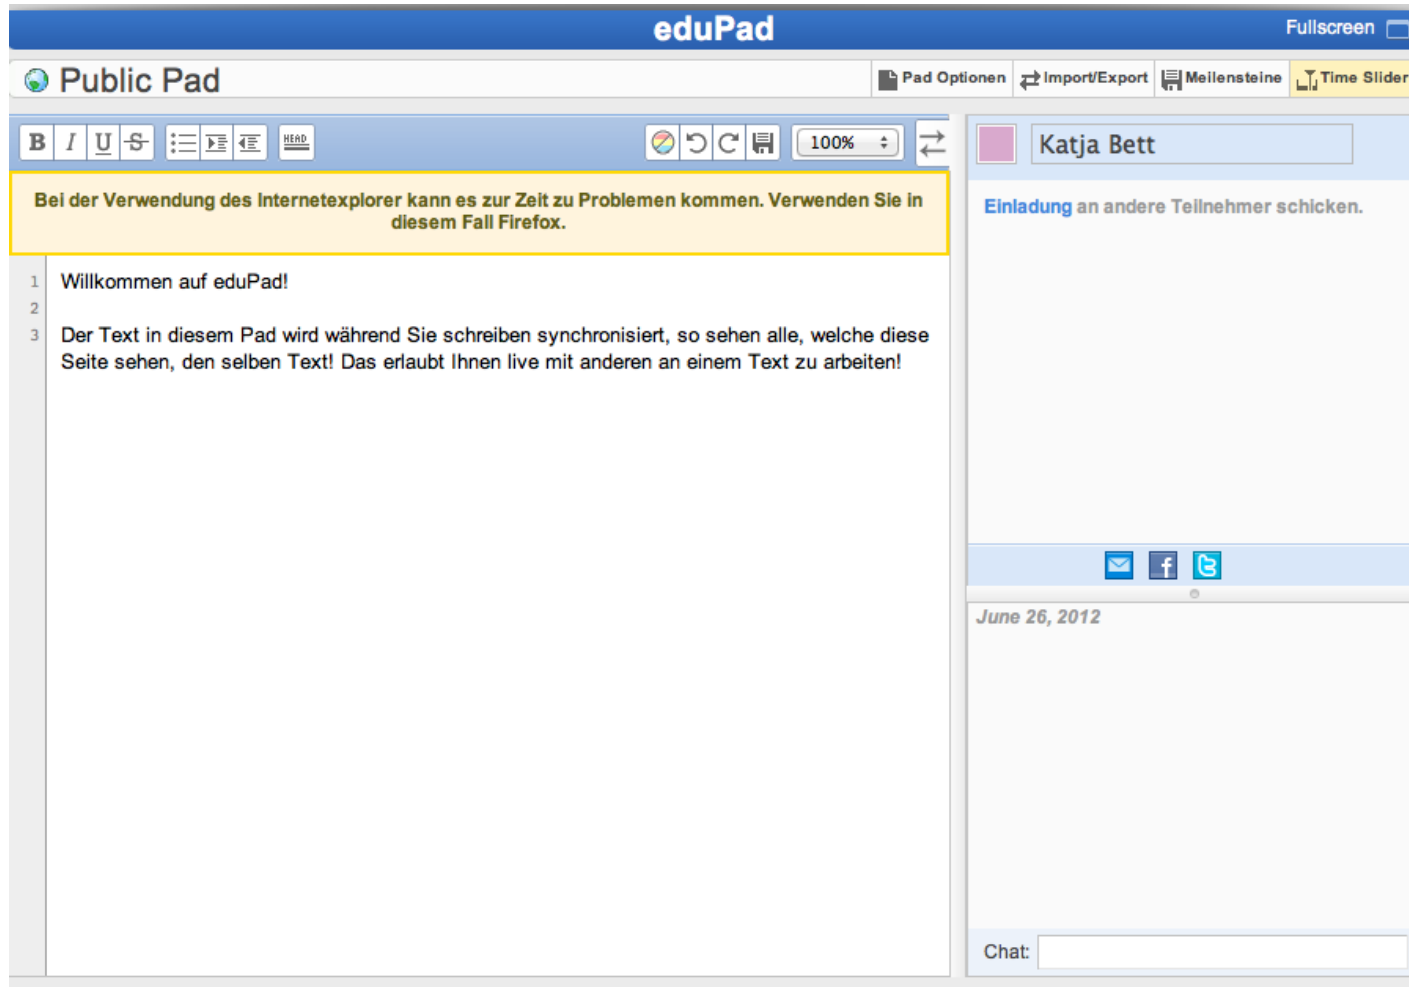 eduPad
Fullscreen
Public Pad
Pad Optionen
Import/Export
Meilensteine
Time Slider
B I U S
HEAD
100%
Bei der Verwendung des Internetexplorer kann es zur Zeit zu Problemen kommen. Verwenden Sie in
diesem Fall Firefox.
1 Willkommen auf eduPad!
2
3 Der Text in diesem Pad wird während Sie schreiben synchronisiert, so sehen alle, welche diese
Seite sehen, den selben Text! Das erlaubt Ihnen live mit anderen an einem Text zu arbeiten!
Katja Bett
Einladung an andere Teilnehmer schicken.
June 26, 2012
Chat: